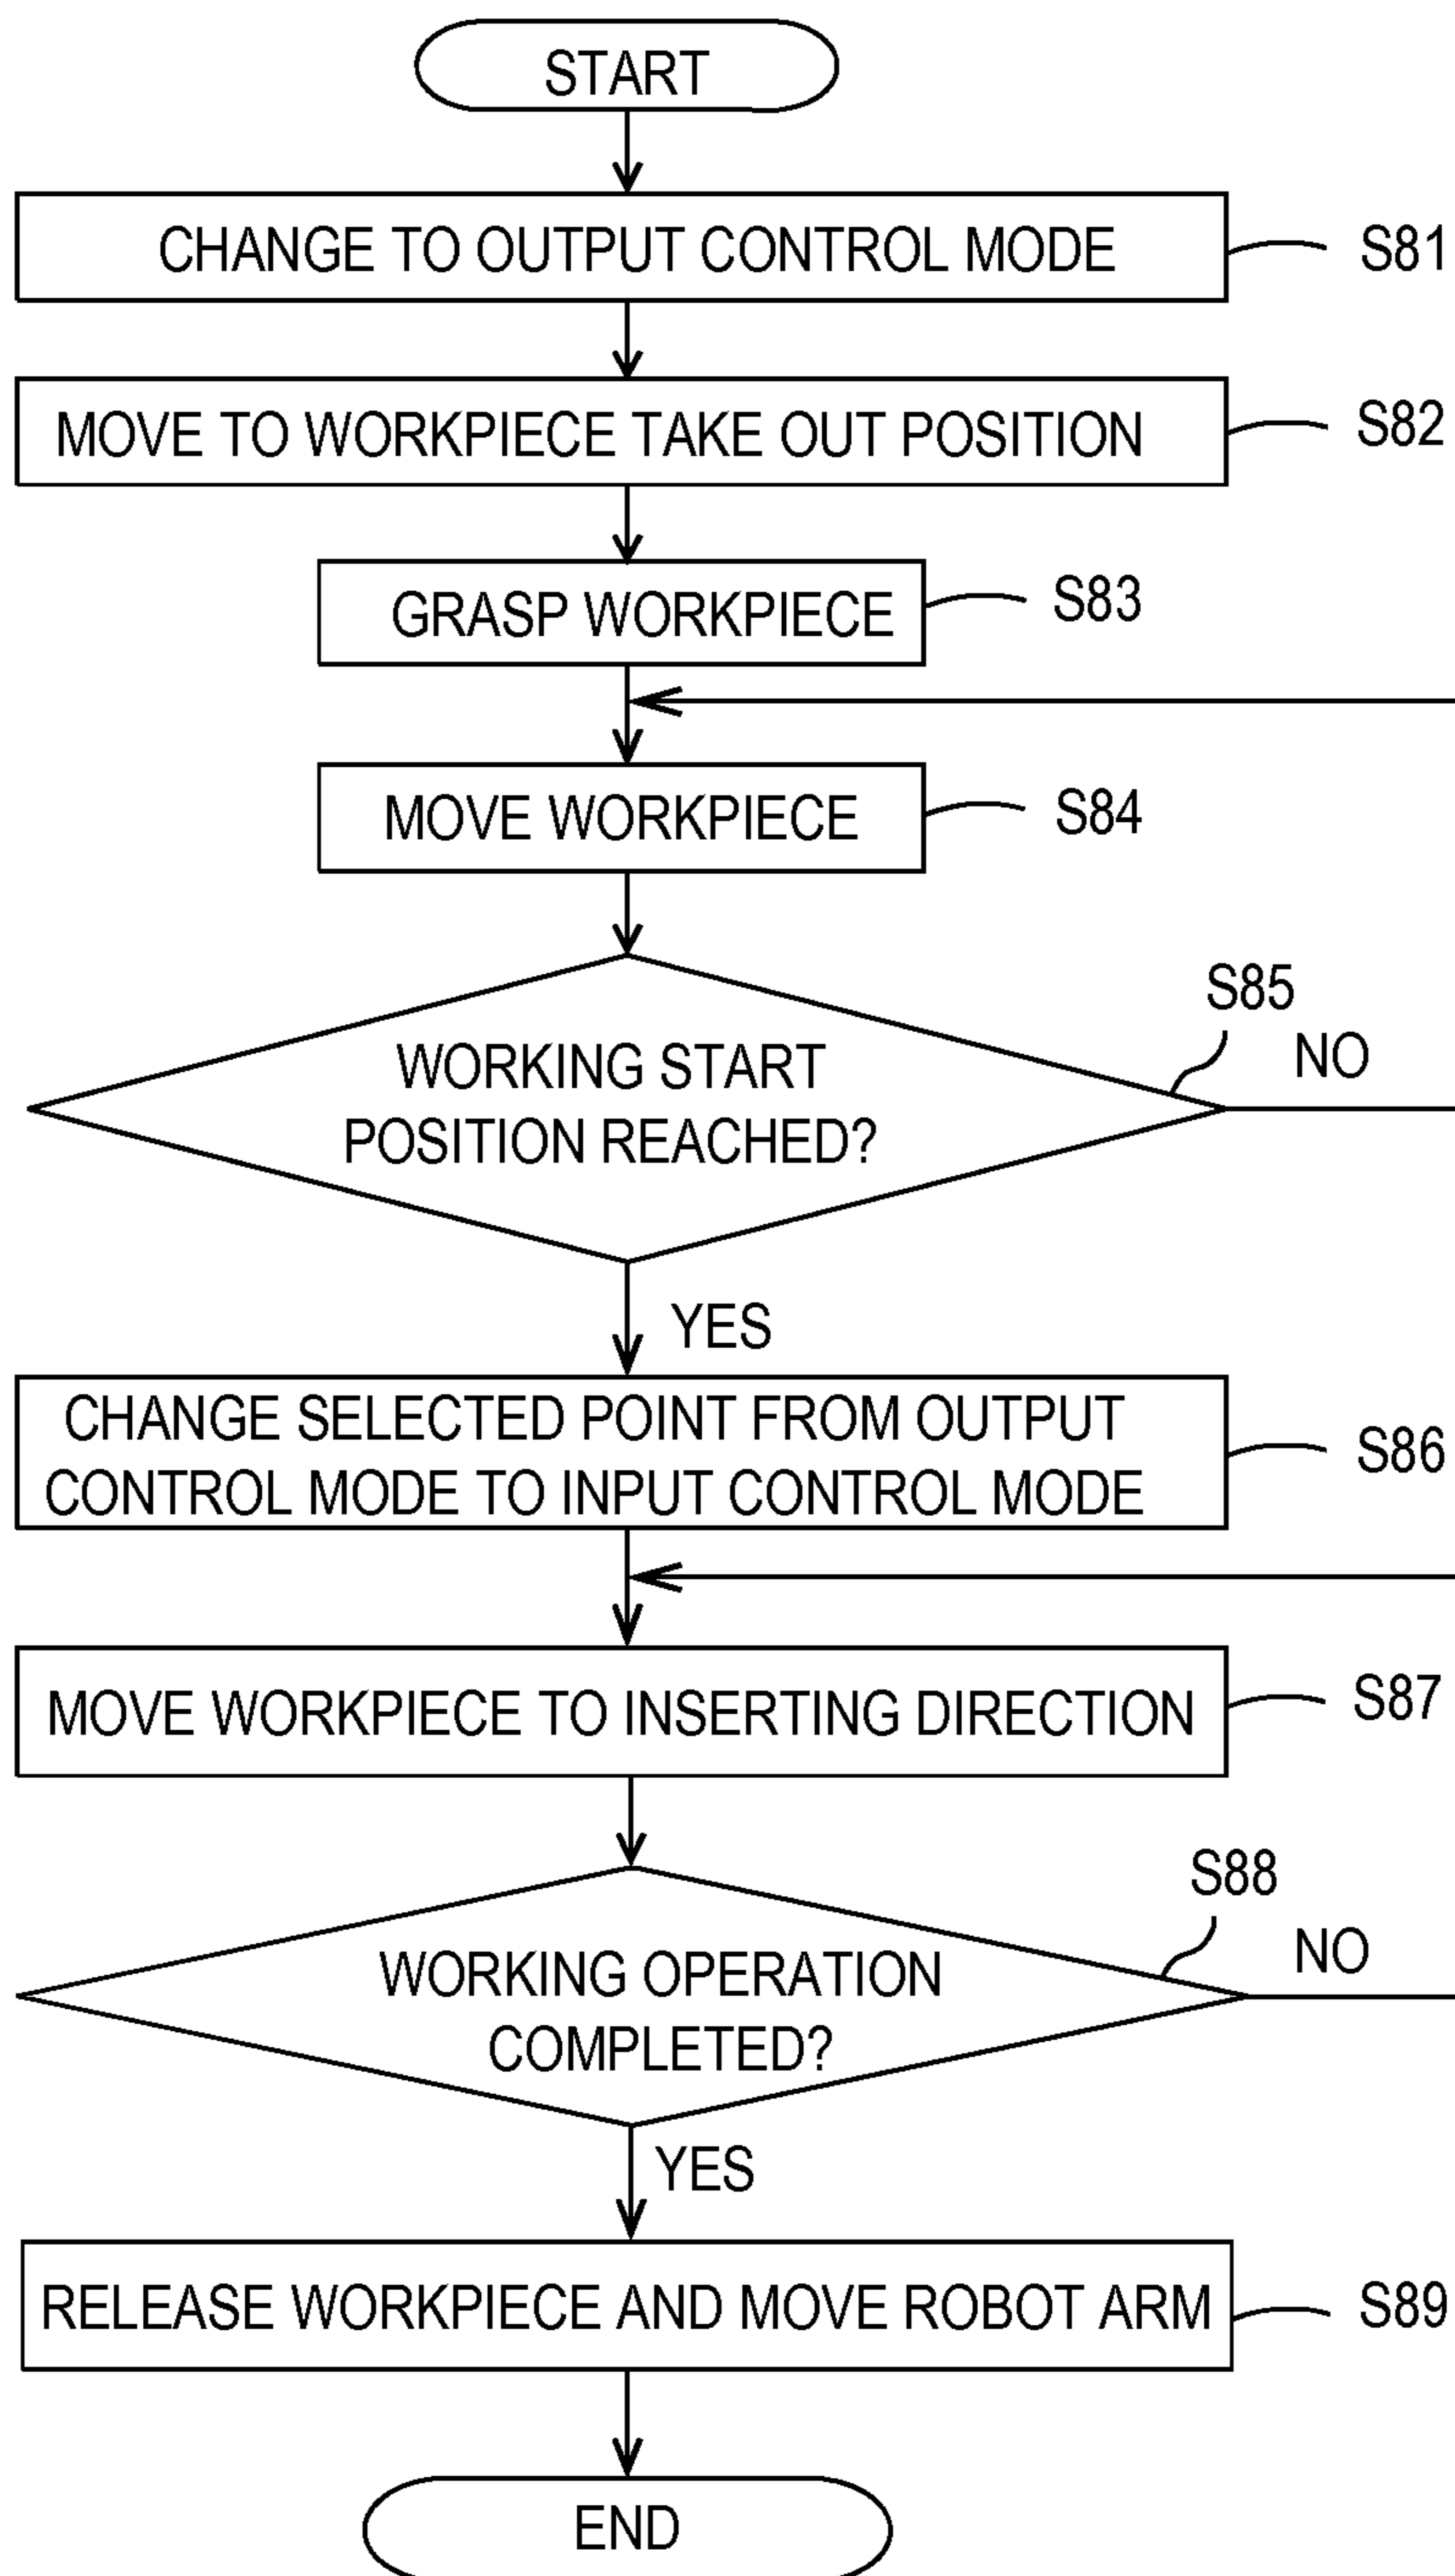 START
CHANGE TO OUTPUT CONTROL MODE
S81
MOVE TO WORKPIECE TAKE OUT POSITION
S82
GRASP WORKPIECE
S83
MOVE WORKPIECE
S84
S85
NO
WORKING START
POSITION REACHED?
YES
CHANGE SELECTED POINT FROM OUTPUT
CONTROL MODE TO INPUT CONTROL MODE
S86
MOVE WORKPIECE TO INSERTING DIRECTION
S87
S88
NO
WORKING OPERATION
COMPLETED?
YES
RELEASE WORKPIECE AND MOVE ROBOT ARM
S89
END